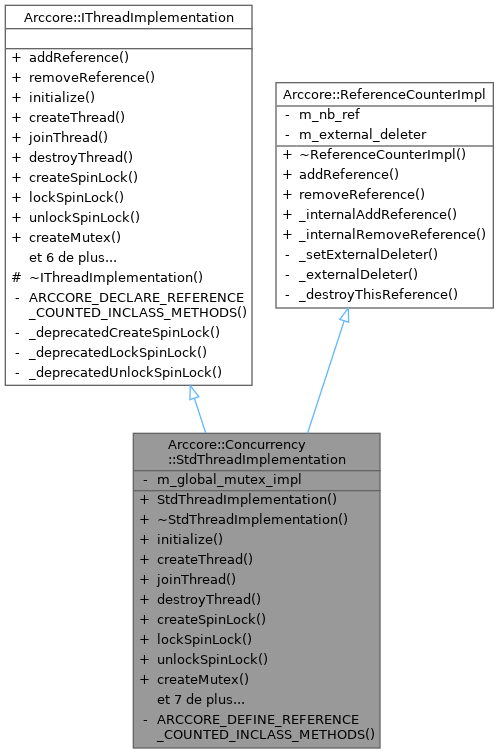 Arccore::IThreadImplementation
+ addReference()
+ removeReference()
+ initialize()
+ createThread()
+ joinThread()
+ destroyThread()
+ createSpinLock()
+ lockSpinLock()
+ unlockSpinLock()
+ createMutex()
et 6 de plus...
# ~IThreadImplementation()
- ARCCORE_DECLARE_REFERENCE
_COUNTED_INCLASS_METHODS()
- _deprecatedCreateSpinLock()
- _deprecatedLockSpinLock()
- _deprecatedUnlockSpinLock()
Arccore::ReferenceCounterImpl
- m_nb_ref
- m_external_deleter
+ ~ReferenceCounterImpl()
+ addReference()
+ removeReference()
+ _internalAddReference()
+ _internalRemoveReference()
- _setExternalDeleter()
- _externalDeleter()
- _destroyThisReference()
Arccore::Concurrency
::StdThreadImplementation
- m_global_mutex_impl
+ StdThreadImplementation()
+ ~StdThreadImplementation()
+ initialize()
+ createThread()
+ joinThread()
+ destroyThread()
+ createSpinLock()
+ lockSpinLock()
+ unlockSpinLock()
+ createMutex()
et 7 de plus...
- ARCCORE_DEFINE_REFERENCE
_COUNTED_INCLASS_METHODS()